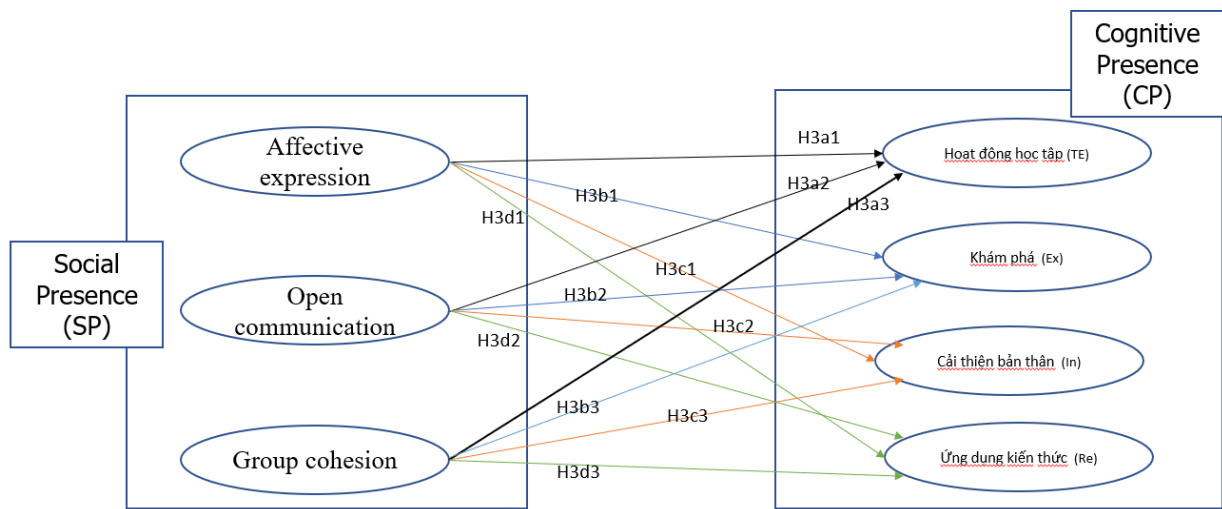 Cognitive
Presence
(CP)
Affective
expression
H3a1
Hoạt động học tập (TE)
H3a2
H3b1
H3a3
H3d1
Social
Presence
(SP)
H3c1
Khám phá (Ex)
Open
communication
H3b2
H3c2
H3d2
Cải thiện bản thân (In)
H3b3
H3c3
Group cohesion
H3d3
Ứng dụng kiến thức (Re)